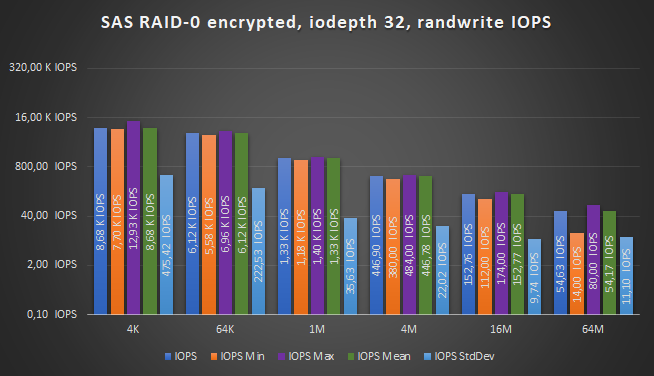 SAS RAID-0 encrypted, iodepth 32, randwrite IOPS
320,00 K IOPS
16,00 K IOPS
800,00 IOPS
40,00 IOPS
2,00 IOPS
0,10 IOPS
8,68 K IOPS
7,70 K IOPS
12,93 K IOPS
8,68 K IOPS
475,42 IOPS
6,12 K IOPS
5,58 K IOPS
6,96 K IOPS
6,12 K IOPS
222,53 IOPS
1,33 K IOPS
1,18 K IOPS
1,40 K IOPS
1,33 K IOPS
35,63 IOPS
446,90 IOPS
380,00 IOPS
484,00 IOPS
446,78 IOPS
22,02 IOPS
152,76 IOPS
112,00 IOPS
174,00 IOPS
152,77 IOPS
9,74 IOPS
54,63 IOPS
14,00 IOPS
80,00 IOPS
54,17 IOPS
11,10 IOPS
4K 64K 1M 4M 16M 64M
IOPS IOPS Min IOPS Max IOPS Mean IOPS StdDev